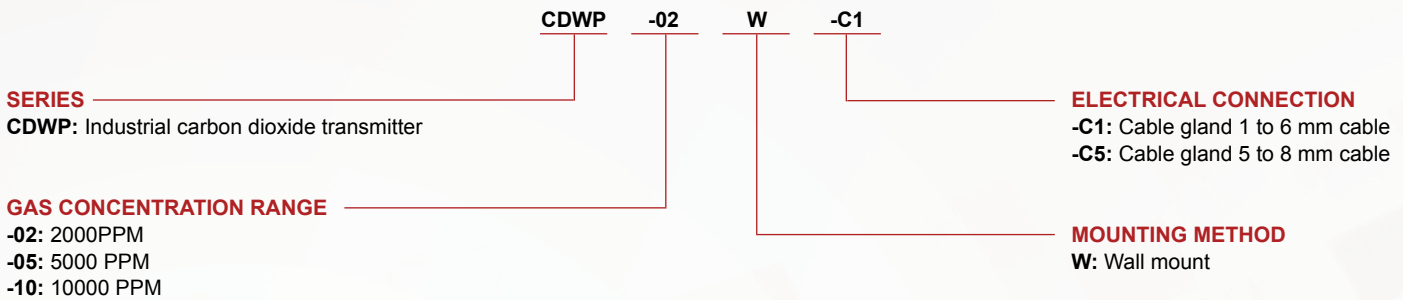 CDWP -02 W -C1
SERIES
CDWP: Industrial carbon dioxide transmitter
GAS CONCENTRATION RANGE
-02: 2000PPM
-05: 5000 PPM
-10: 10000 PPM
ELECTRICAL CONNECTION
-C1: Cable gland 1 to 6 mm cable
-C5: Cable gland 5 to 8 mm cable
MOUNTING METHOD
W: Wall mount